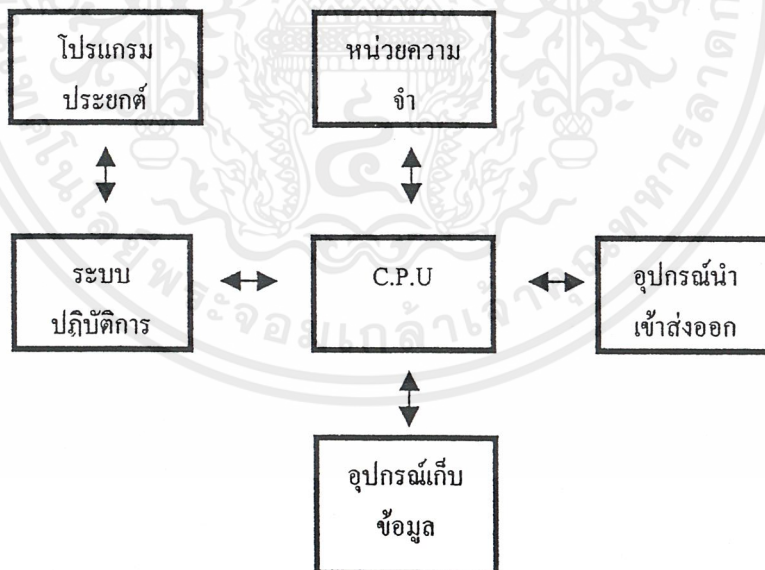 โปรแกรม
ประยกต์
หน่วยความ
จำ
ระบบ
ปฏิบัติการ
C.P.U
อุปกรณ์นำ
เข้าส่งออก
อุปกรณ์เก็บ
ข้อมูล